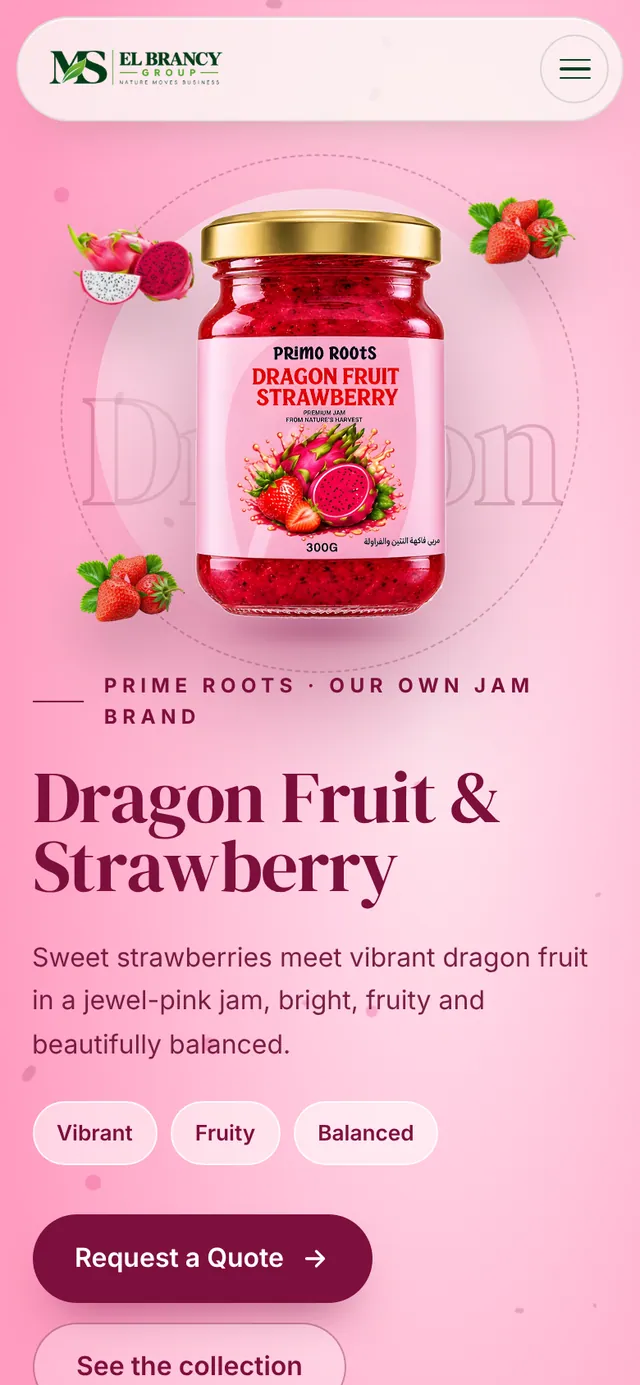 MS EL BRANCY
GROUP
NATURE MOVES BUSINESS
PRiMO ROOtS
DRAGON FRUIT
STRAWBERRY
PREMIUM JAM
FROM NATURE'S HARVEST
300G
مربى فاكهة التنين والفراولة
PRIME ROOTS · OUR OWN JAM
BRAND
Dragon Fruit &
Strawberry
Sweet strawberries meet vibrant dragon fruit
in a jewel-pink jam, bright, fruity and
beautifully balanced.
Vibrant Fruity Balanced
Request a Quote →
See the collection